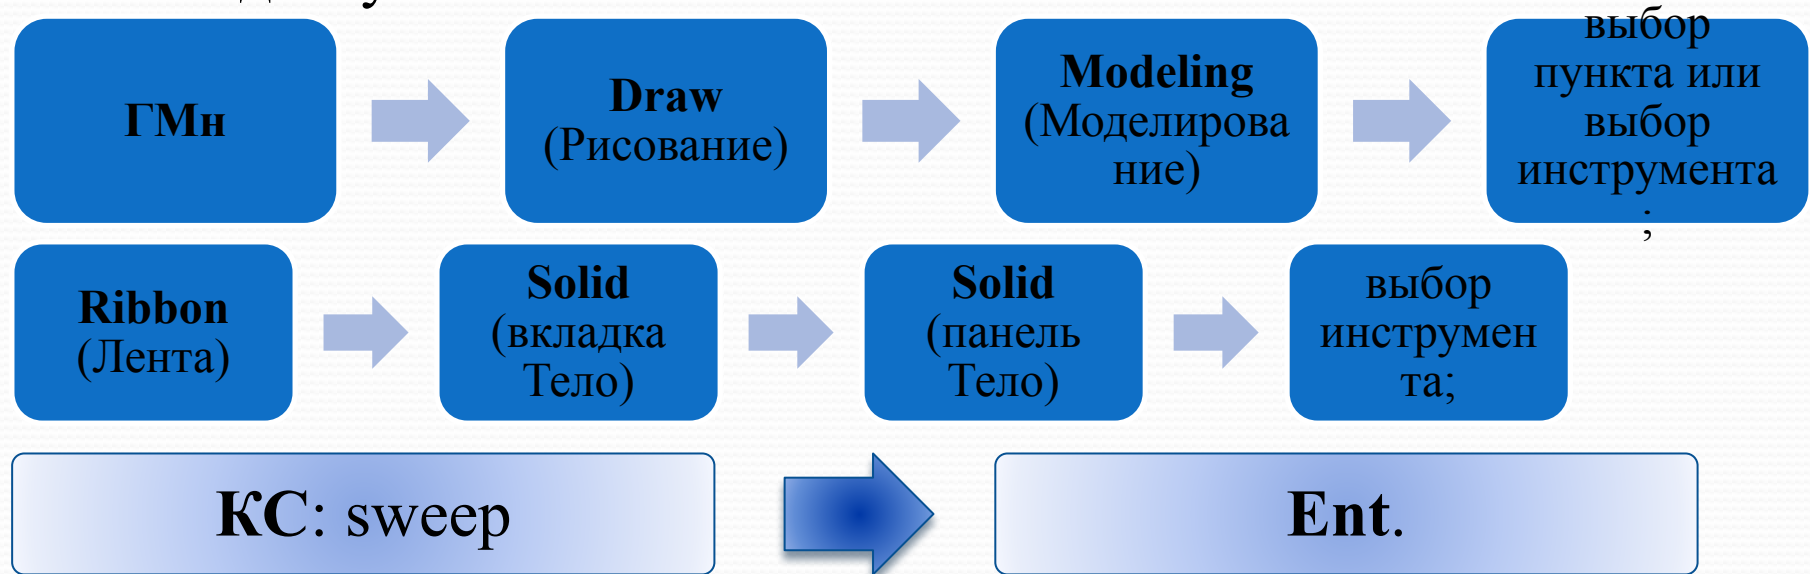 ГМн
Draw
(Рисование)
Modeling
(Моделирова
ние)
выбор
пункта или
выбор
инструмента
;
Ribbon
(Лента)
Solid
(вкладка
Тело)
Solid
(панель
Тело)
выбор
инструмен
та;
КС: sweep
Ent.